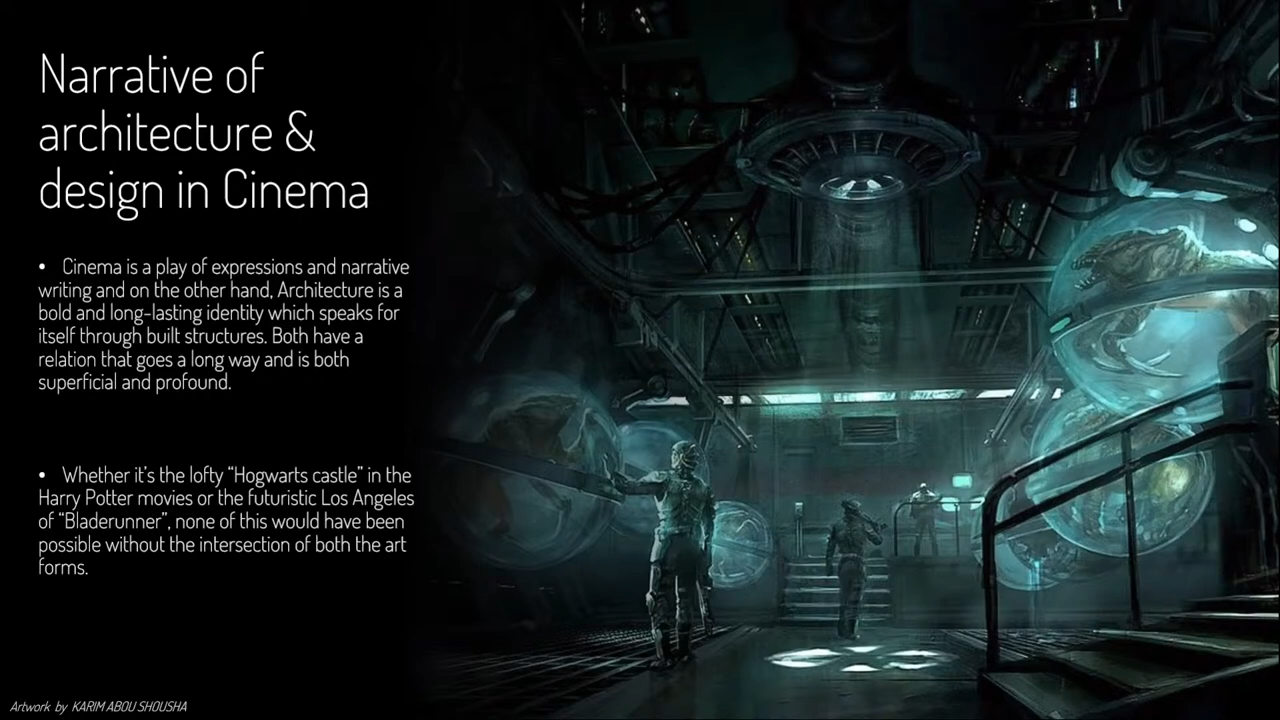 Narrative of
architecture &
design in Cinema
• Cinema is a play of expressions and narrative
writing and on the other hand, Architecture is a
bold and long-lasting identity which speaks for
itself through built structures. Both have a
relation that goes a long way and is both
superficial and profound.
• Whether it’s the lofty “Hogwarts castle” in the
Harry Potter movies or the futuristic Los Angeles
of “Bladerunner”, none of this would have been
possible without the intersection of both the art
forms.
Artwork by KARIM ABOU SHOUSHA